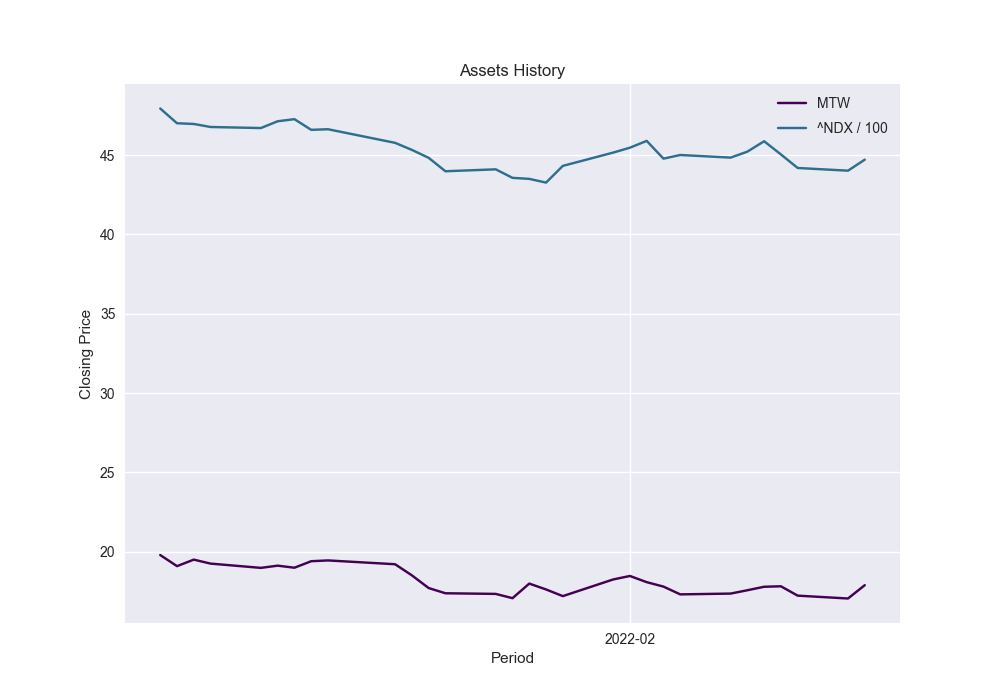 Assets History
MTW
^NDX / 100
45
40
35
30
25
20
Closing Price
2022-02
Period